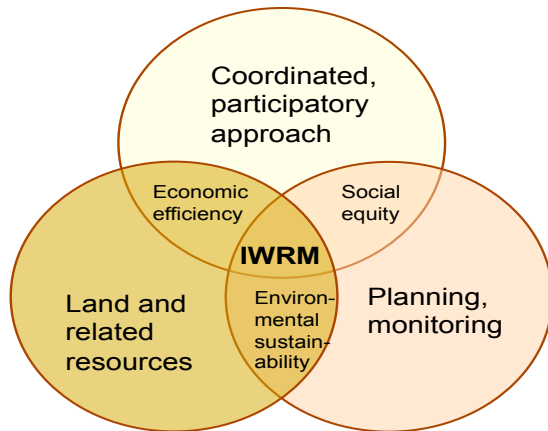 Coordinated,
participatory
approach
Economic
efficiency
Social
equity
IWRM
Land and
related
resources
Environ-
mental
sustain-
ability
Planning,
monitoring